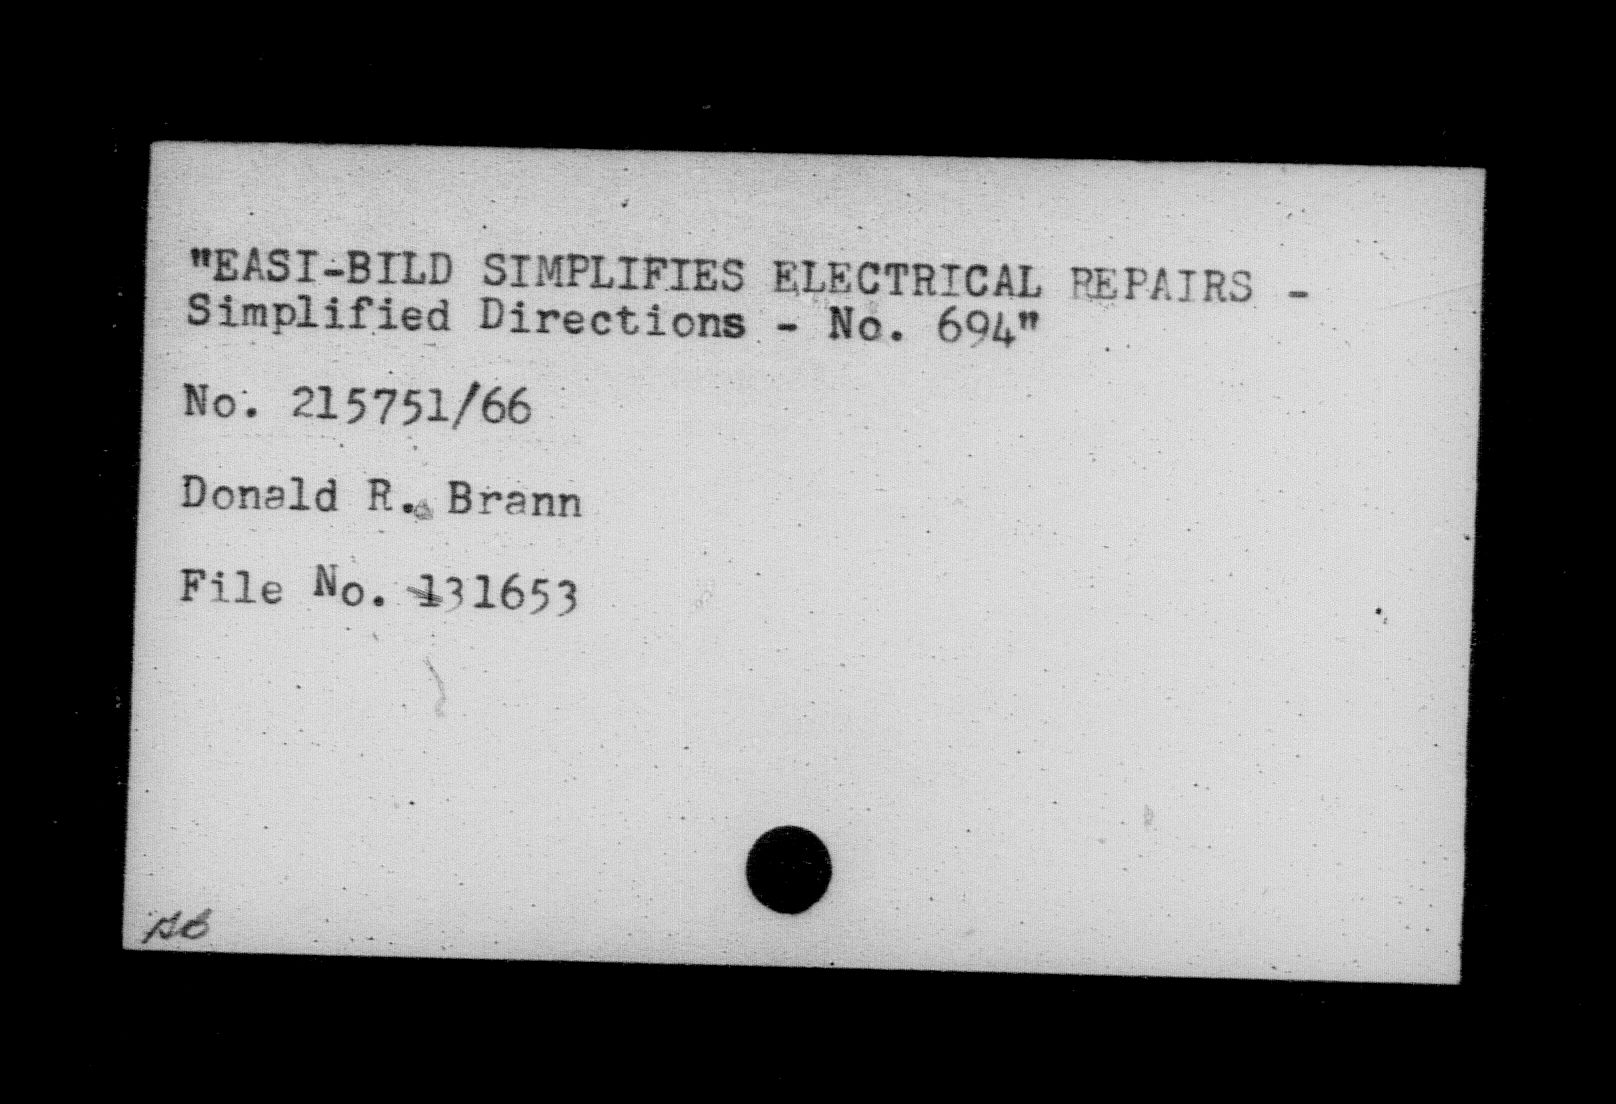 "EASI-BILD SIMPLIFIES ELECTRICAL REPAIRS -
Simplified Directions - No. 694"
No. 215751/66
Donald R. Brann
File No. 131653